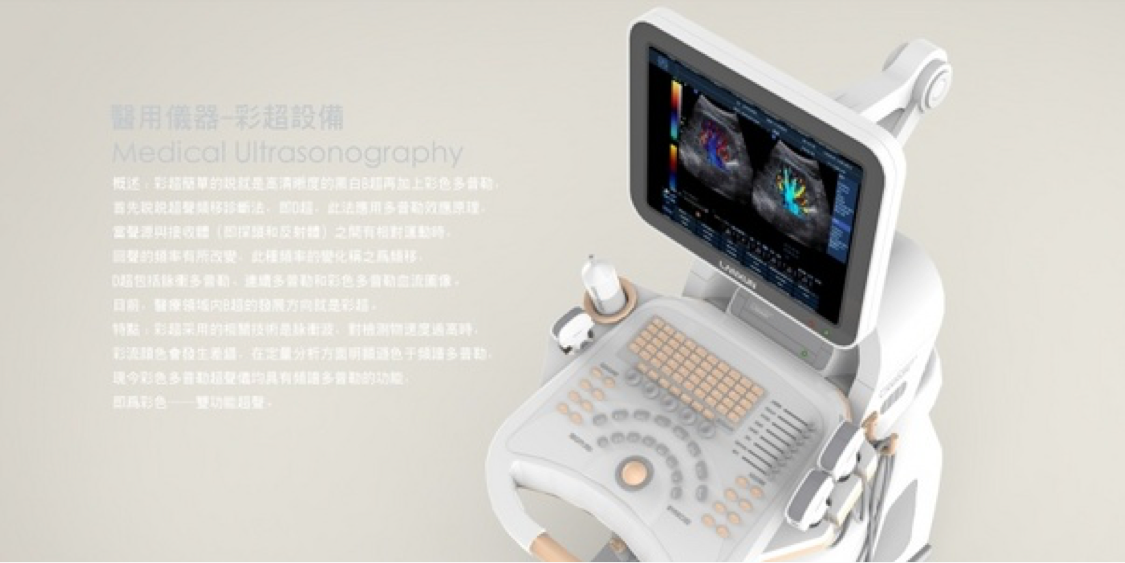 醫用儀器-彩超設備
Medical Ultrasonography
概述：彩超簡單的說就是高清晰度的黑白B超再加上彩色多普勒，
首先說說超聲頻移診斷法，即D超，此法應用多普勒效應原理，
當聲源與接收體（即探頭和反射體）之間有相對運動時，
回聲的頻率有所改變，此種頻率的變化稱之爲頻移，
D超包括脉衝多普勒、連續多普勒和彩色多普勒血流圖像。
目前，醫療領域内B超的發展方向就是彩超。
特點：彩超采用的相關技術是脉衝波，對檢測物速度過高時，
彩流顔色會發生差錯，在定量分析方面明顯遜色于頻譜多普勒，
現今彩色多普勒超聲儀均具有頻譜多普勒的功能，
即爲彩色──雙功能超聲。